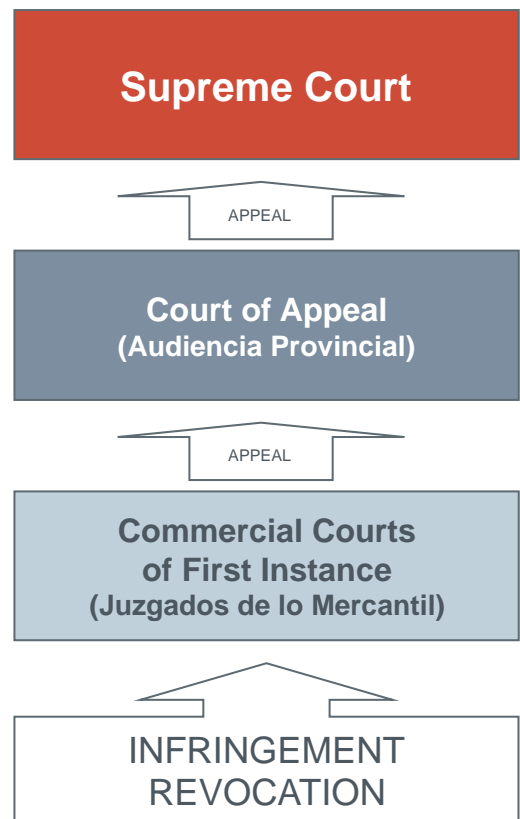 Supreme Court
APPEAL
Court of Appeal
(Audiencia Provincial)
APPEAL
Commercial Courts
of First Instance
(Juzgados de lo Mercantil)
INFRINGEMENT
REVOCATION